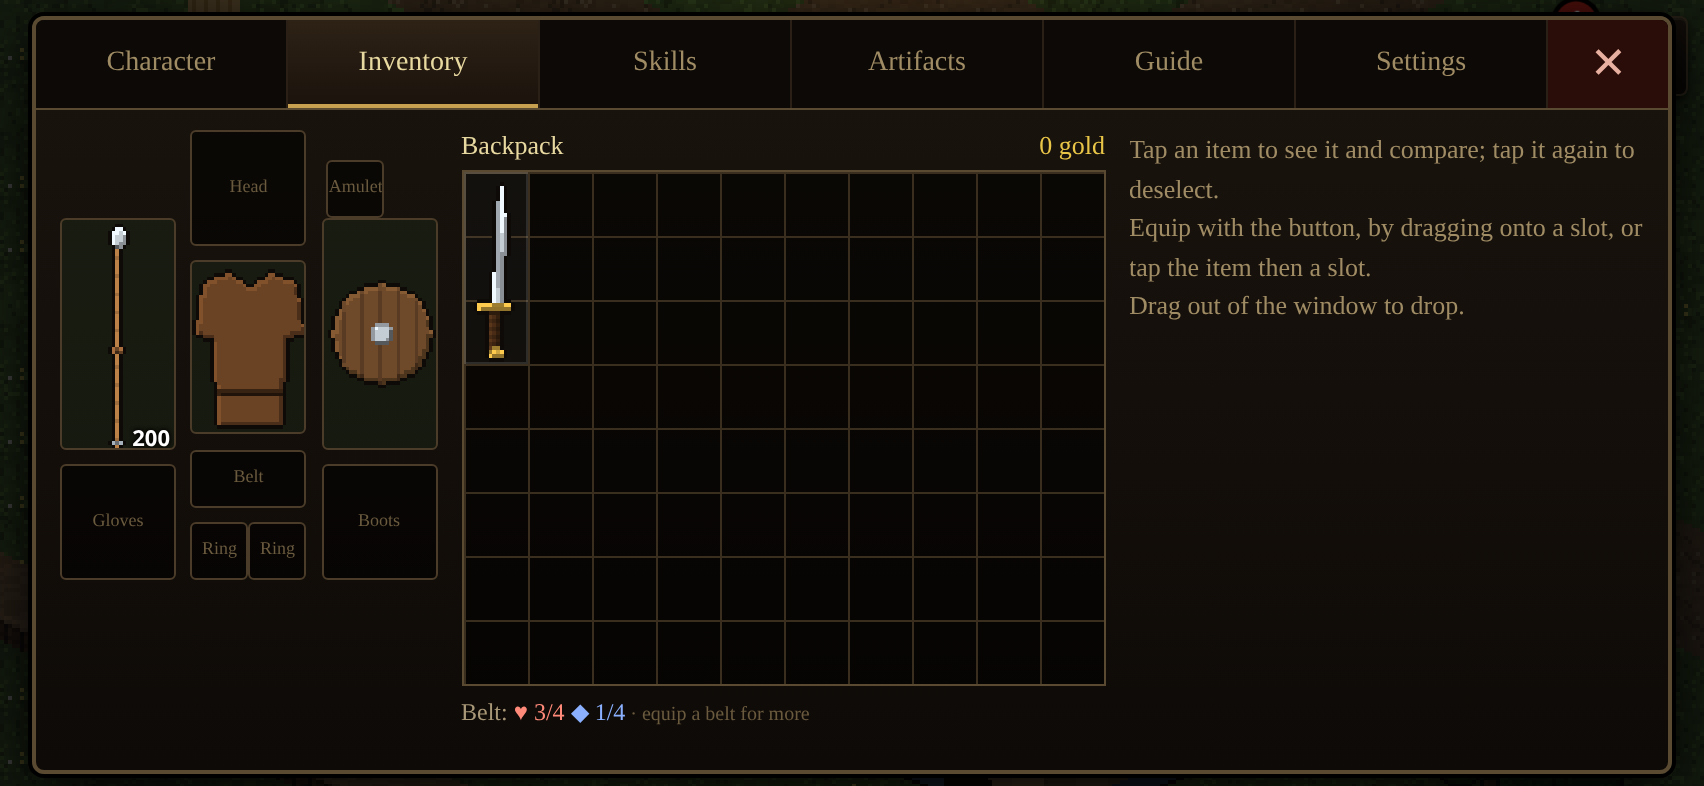 Character Inventory Skills Artifacts Guide Settings ✕
Head
Amulet
200
Belt
Gloves
Ring Ring
Boots
Backpack 0 gold
Belt: ♥ 3/4 ◆ 1/4 · equip a belt for more
Tap an item to see it and compare; tap it again to
deselect.
Equip with the button, by dragging onto a slot, or
tap the item then a slot.
Drag out of the window to drop.